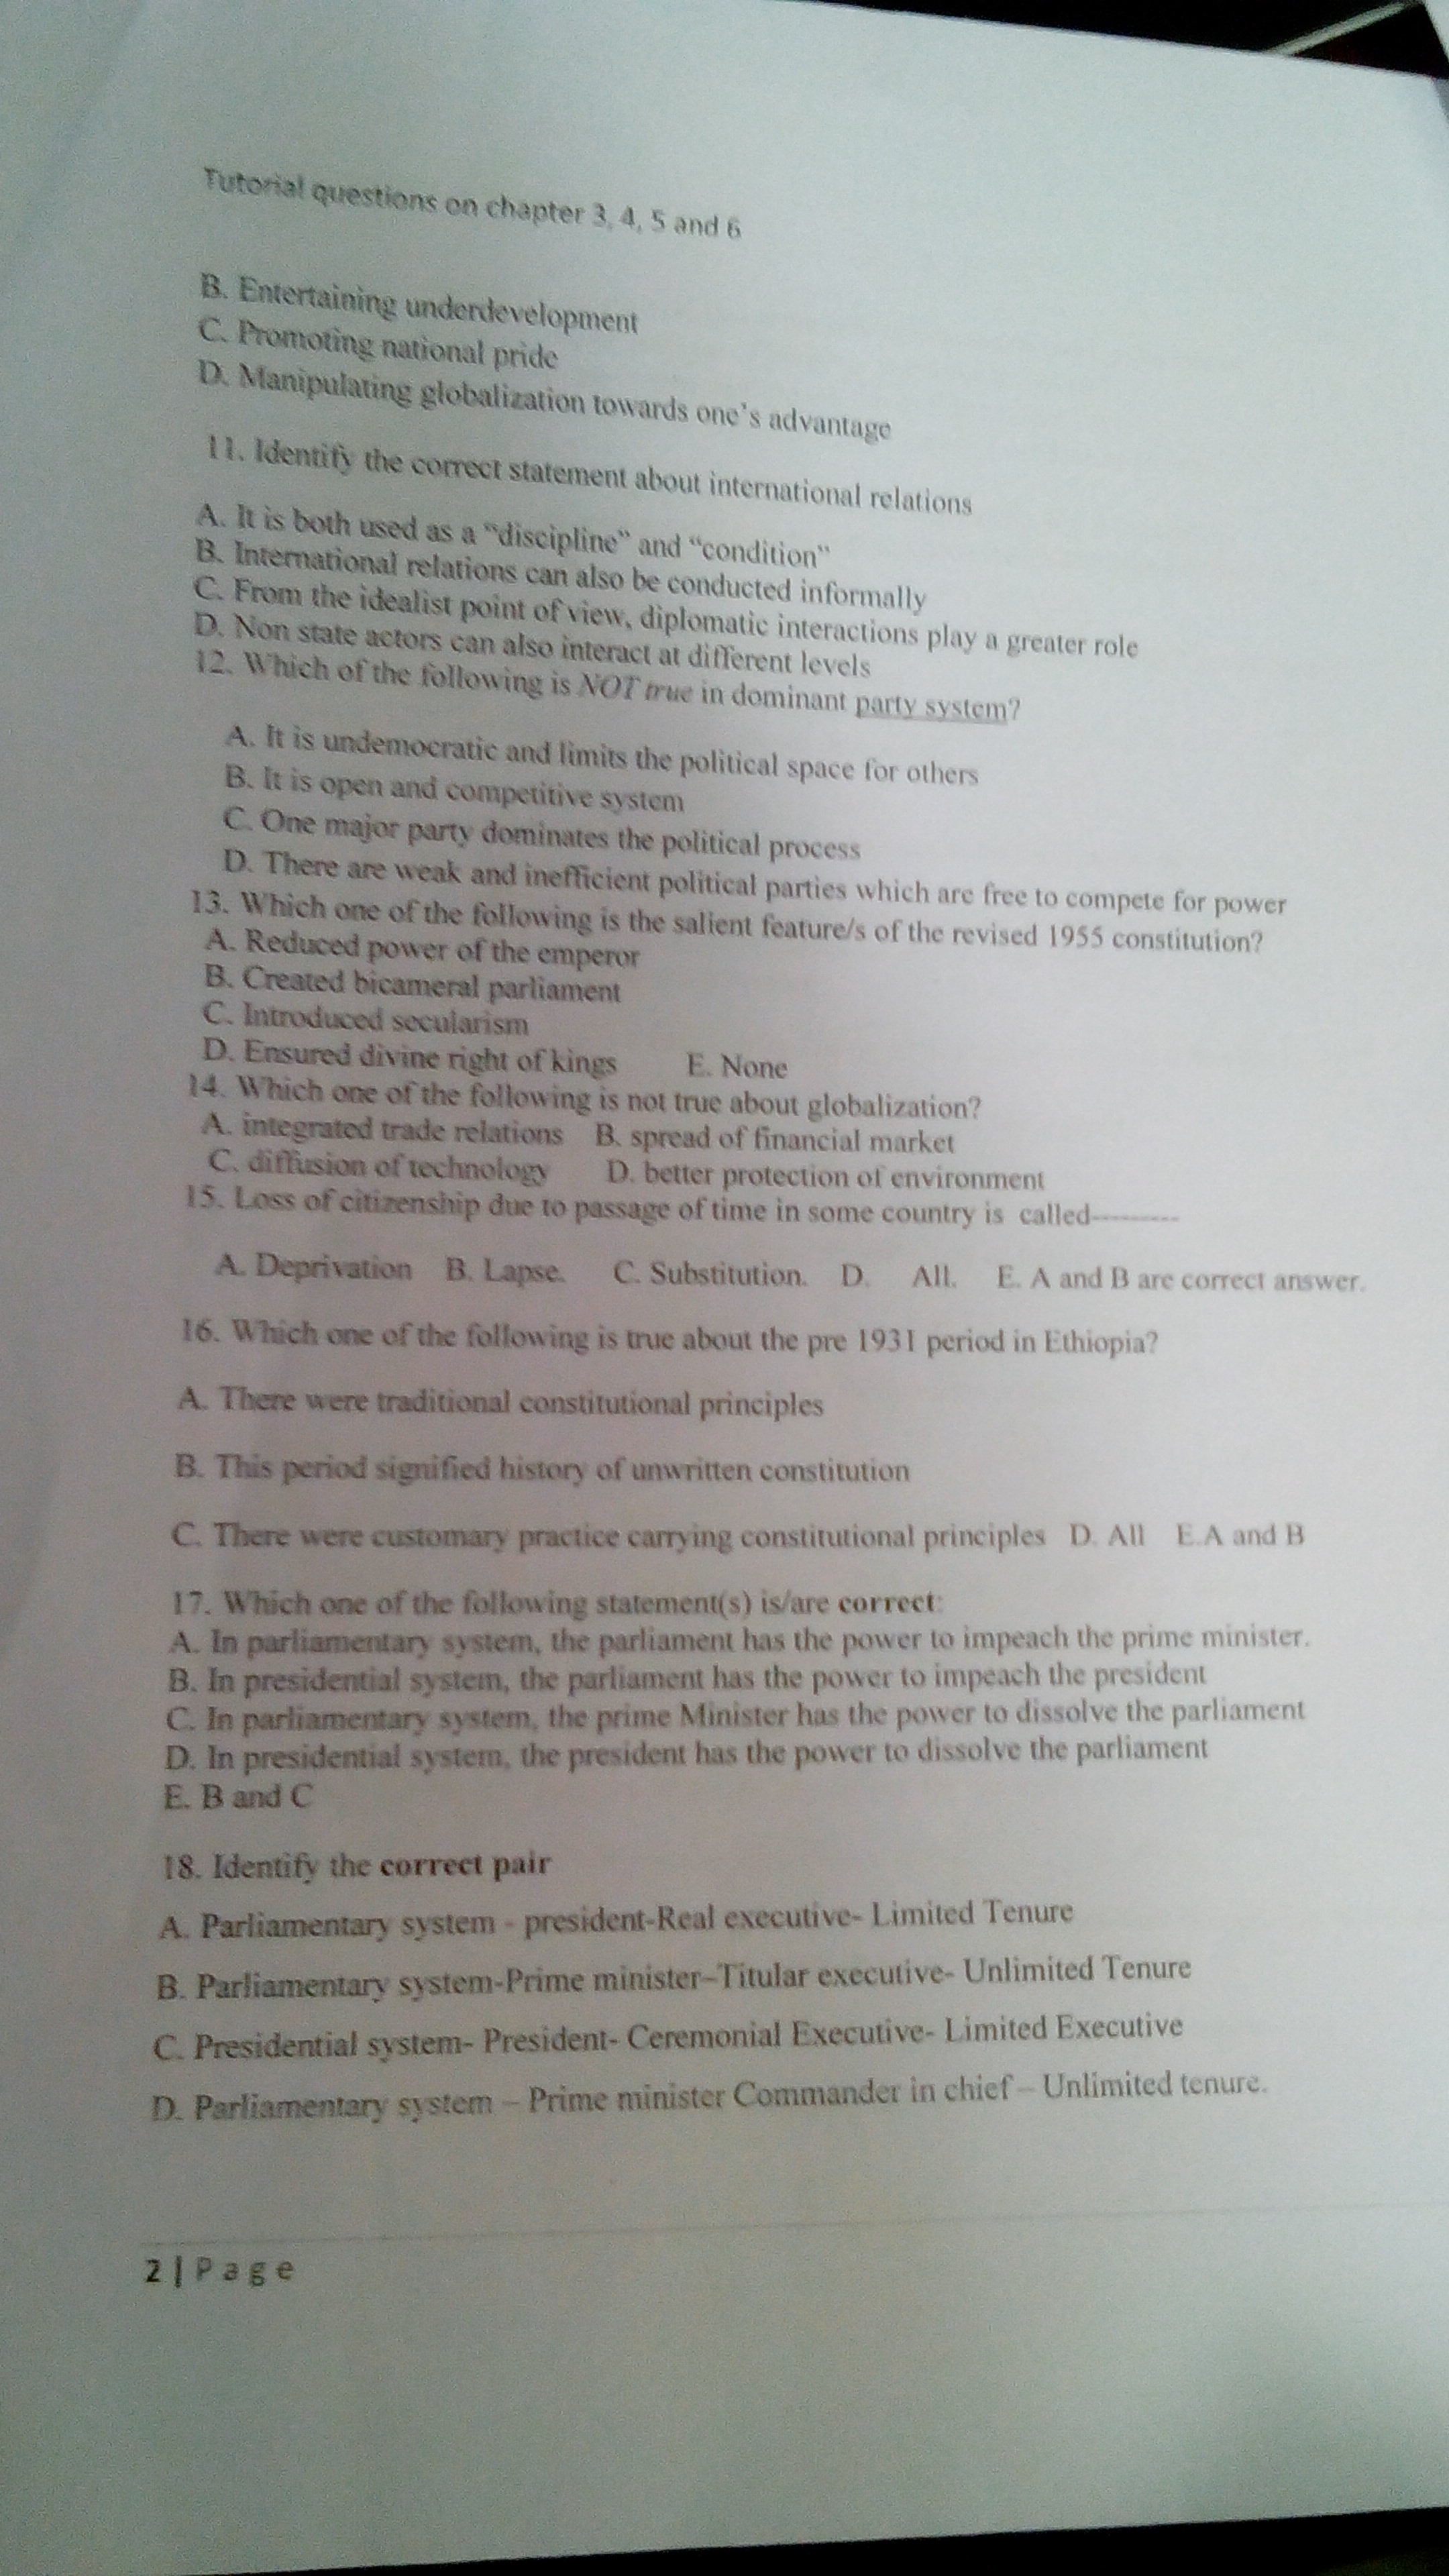 Tutorial questions on chapter 3, 4, 5 and 6
B. Entertaining underdevelopment
C. Promoting national pride
D. Manipulating globalization towards one's advantage
11. Identify the correct statement about international relations
A. It is both used as a “discipline” and “condition”
B. International relations can also be conducted informally
C. From the idealist point of view, diplomatic interactions play a greater role
D. Non state actors can also interact at different levels
12. Which of the following is NOT true in dominant party system?
A. It is undemocratic and limits the political space for others
B. It is open and competitive system
C. One major party dominates the political process
D. There are weak and inefficient political parties which are free to compete for power
13. Which one of the following is the salient feature/s of the revised 1955 constitution?
A. Reduced power of the emperor
B. Created bicameral parliament
C. Introduced secularism
D. Ensured divine right of kings E. None
14. Which one of the following is not true about globalization?
A. integrated trade relations B. spread of financial market
C. diffusion of technology D. better protection of environment
15. Loss of citizenship due to passage of time in some country is called---------
A. Deprivation B. Lapse. C. Substitution. D. All. E. A and B are correct answer.
16. Which one of the following is true about the pre 1931 period in Ethiopia?
A. There were traditional constitutional principles
B. This period signified history of unwritten constitution
C. There were customary practice carrying constitutional principles D. All E.A and B
17. Which one of the following statement(s) is/are correct:
A. In parliamentary system, the parliament has the power to impeach the prime minister.
B. In presidential system, the parliament has the power to impeach the president
C. In parliamentary system, the prime Minister has the power to dissolve the parliament
D. In presidential system, the president has the power to dissolve the parliament
E. B and C
18. Identify the correct pair
A. Parliamentary system - president-Real executive- Limited Tenure
B. Parliamentary system-Prime minister–Titular executive- Unlimited Tenure
C. Presidential system- President- Ceremonial Executive- Limited Executive
D. Parliamentary system – Prime minister Commander in chief – Unlimited tenure.
2 | Page